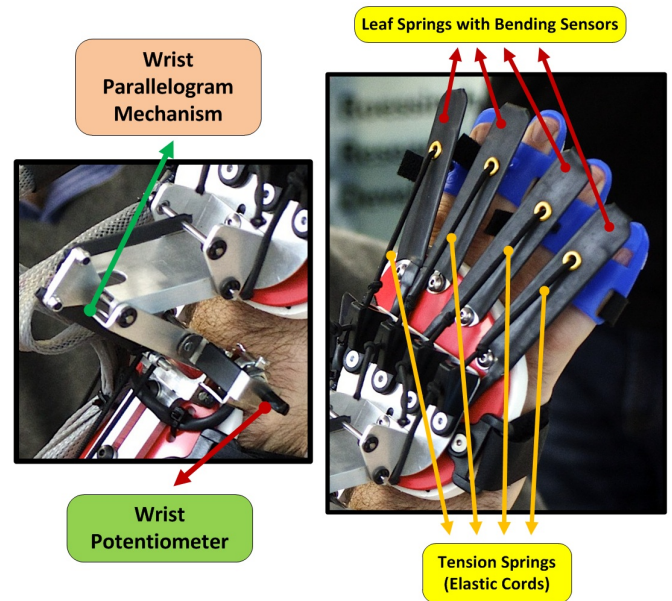 Leaf Springs with Bending Sensors
Wrist
Parallelogram
Mechanism
Wrist
Potentiometer
Tension Springs
(Elastic Cords)